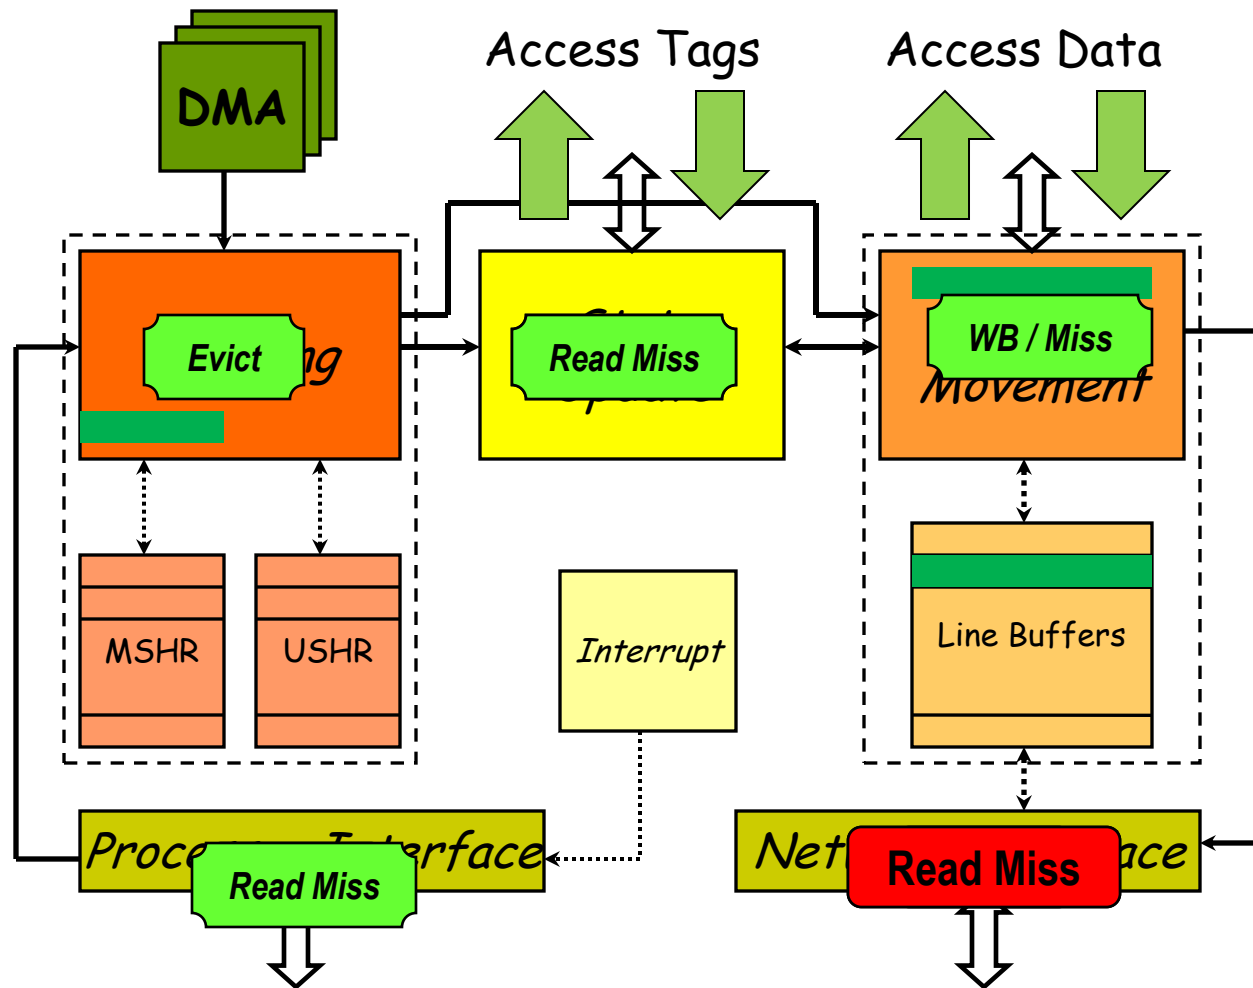 Access Tags
Access Data
DMA
Evict
Read Miss
WB / Miss
Movement
MSHR
USHR
Interrupt
Line Buffers
Read Miss
Read Miss